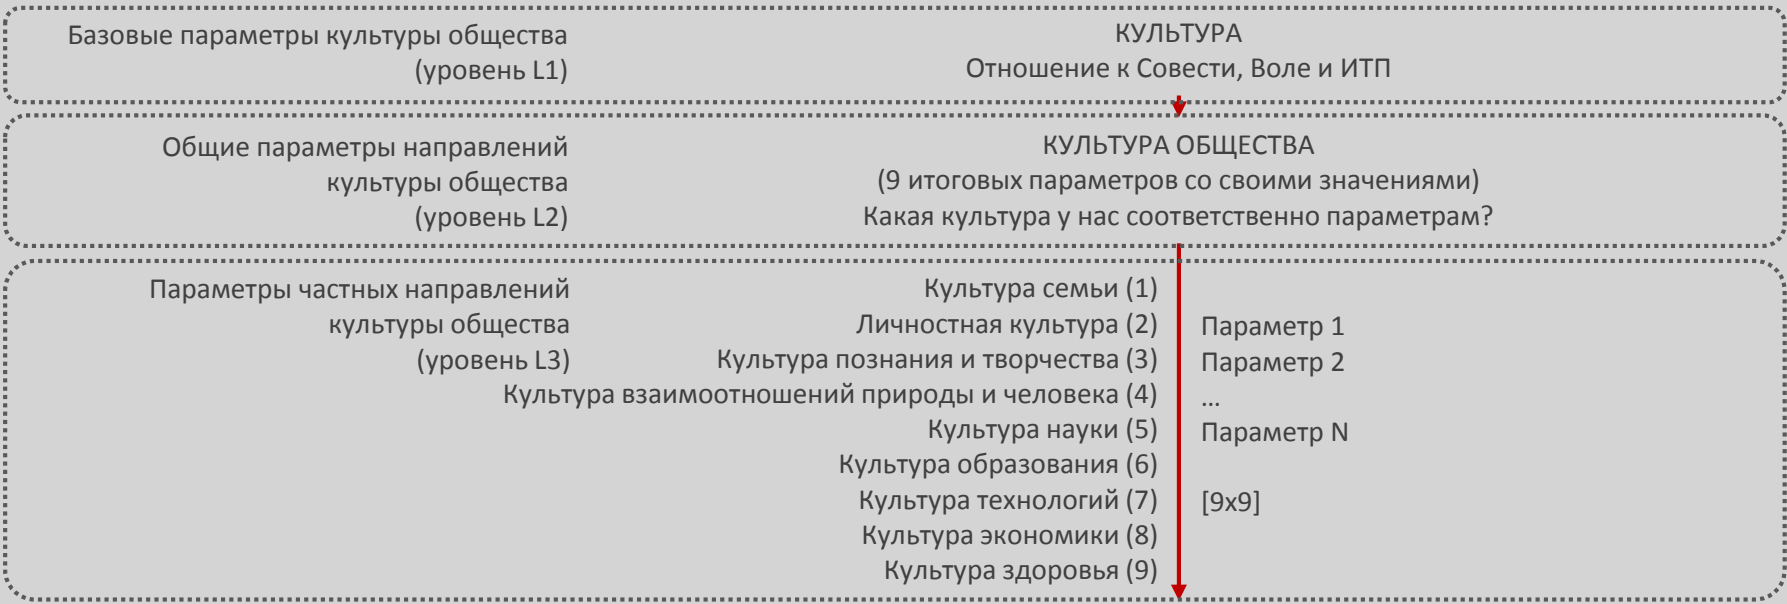 Базовые параметры культуры общества
(уровень L1)
КУЛЬТУРА
Отношение к Совести, Воле и ИТП
Общие параметры направлений
культуры общества
(уровень L2)
КУЛЬТУРА ОБЩЕСТВА
(9 итоговых параметров со своими значениями)
Какая культура у нас соответственно параметрам?
Параметры частных направлений
культуры общества
(уровень L3)
Культура семьи (1)
Личностная культура (2)
Культура познания и творчества (3)
Культура взаимоотношений природы и человека (4)
Культура науки (5)
Культура образования (6)
Культура технологий (7)
Культура экономики (8)
Культура здоровья (9)
Параметр 1
Параметр 2
...
Параметр N
[9x9]